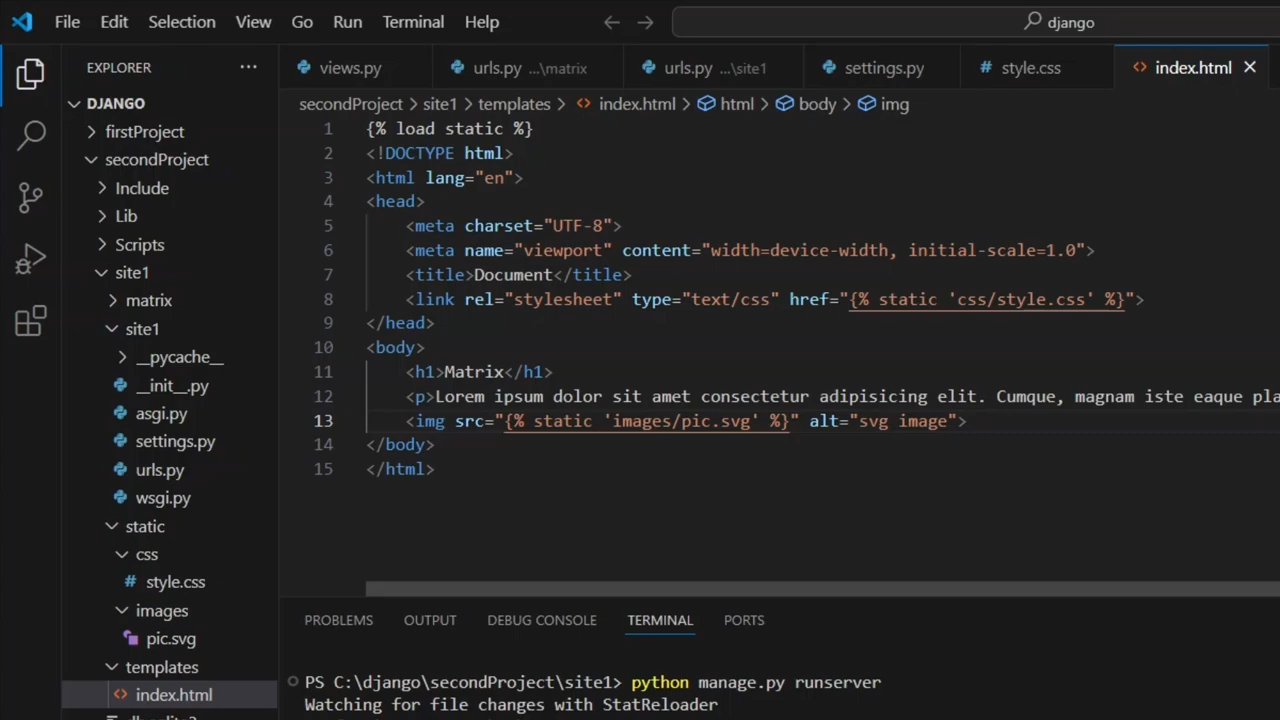 File Edit Selection View Go Run Terminal Help django
EXPLORER
views.py urls.py ...\matrix urls.py ...\site1 settings.py # style.css <> index.html
secondProject > site1 > templates > <> index.html > html > body > img
DJANGO
firstProject
secondProject
Include
Lib
Scripts
site1
matrix
site1
__pycache__
__init__.py
asgi.py
settings.py
urls.py
wsgi.py
static
css
# style.css
images
pic.svg
templates
<> index.html
1 {% load static %}
2 <!DOCTYPE html>
3 <html lang="en">
4 <head>
5 <meta charset="UTF-8">
6 <meta name="viewport" content="width=device-width, initial-scale=1.0">
7 <title>Document</title>
8 <link rel="stylesheet" type="text/css" href="{% static 'css/style.css' %}">
9 </head>
10 <body>
11 <h1>Matrix</h1>
12 <p>Lorem ipsum dolor sit amet consectetur adipisicing elit. Cumque, magnam iste eaque pla
13 <img src="{% static 'images/pic.svg' %}" alt="svg image">
14 </body>
15 </html>
PROBLEMS OUTPUT DEBUG CONSOLE TERMINAL PORTS
PS C:\django\secondProject\site1> python manage.py runserver
Watching for file changes with StatReloader